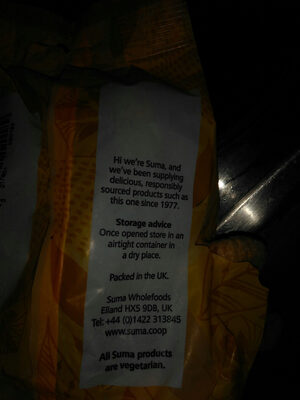 Hi we're Suma, and
we've been supplying
delicious, responsibly
sourced products such as
this one since 1977.
Storage advice
Once opened store in an
airtight container in
a dry place.
Packed in the UK.
Suma Wholefoods
Elland HX5 9DB, UK
Tel: +44 (0)1422 313845
www.suma.coop
All Suma products
are vegetarian.